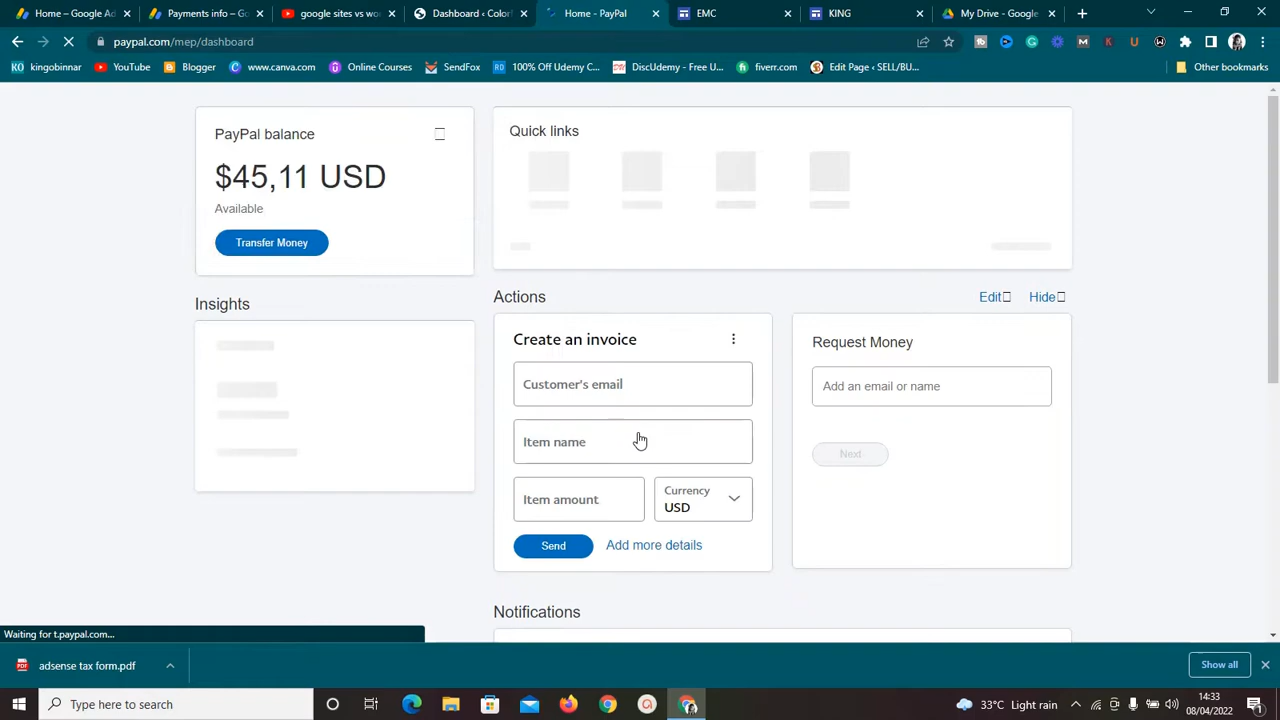 Home – Google Ad
Payments info – Go
google sites vs wo
Dashboard ‹ Colorl
Home - PayPal
EMC
KING
My Drive - Google
paypal.com/mep/dashboard
kingobinnar
YouTube
Blogger
www.canva.com
Online Courses
SendFox
100% Off Udemy C...
DiscUdemy - Free U...
fiverr.com
Edit Page ‹ SELL/BU...
Other bookmarks
PayPal balance
$45,11 USD
Available
Transfer Money
Quick links
Insights
Actions
Edit
Hide
Create an invoice
Customer's email
Item name
Item amount
Currency
USD
Send
Add more details
Request Money
Add an email or name
Next
Notifications
Waiting for t.paypal.com...
adsense tax form.pdf
Show all
Type here to search
33°C Light rain
14:33
08/04/2022